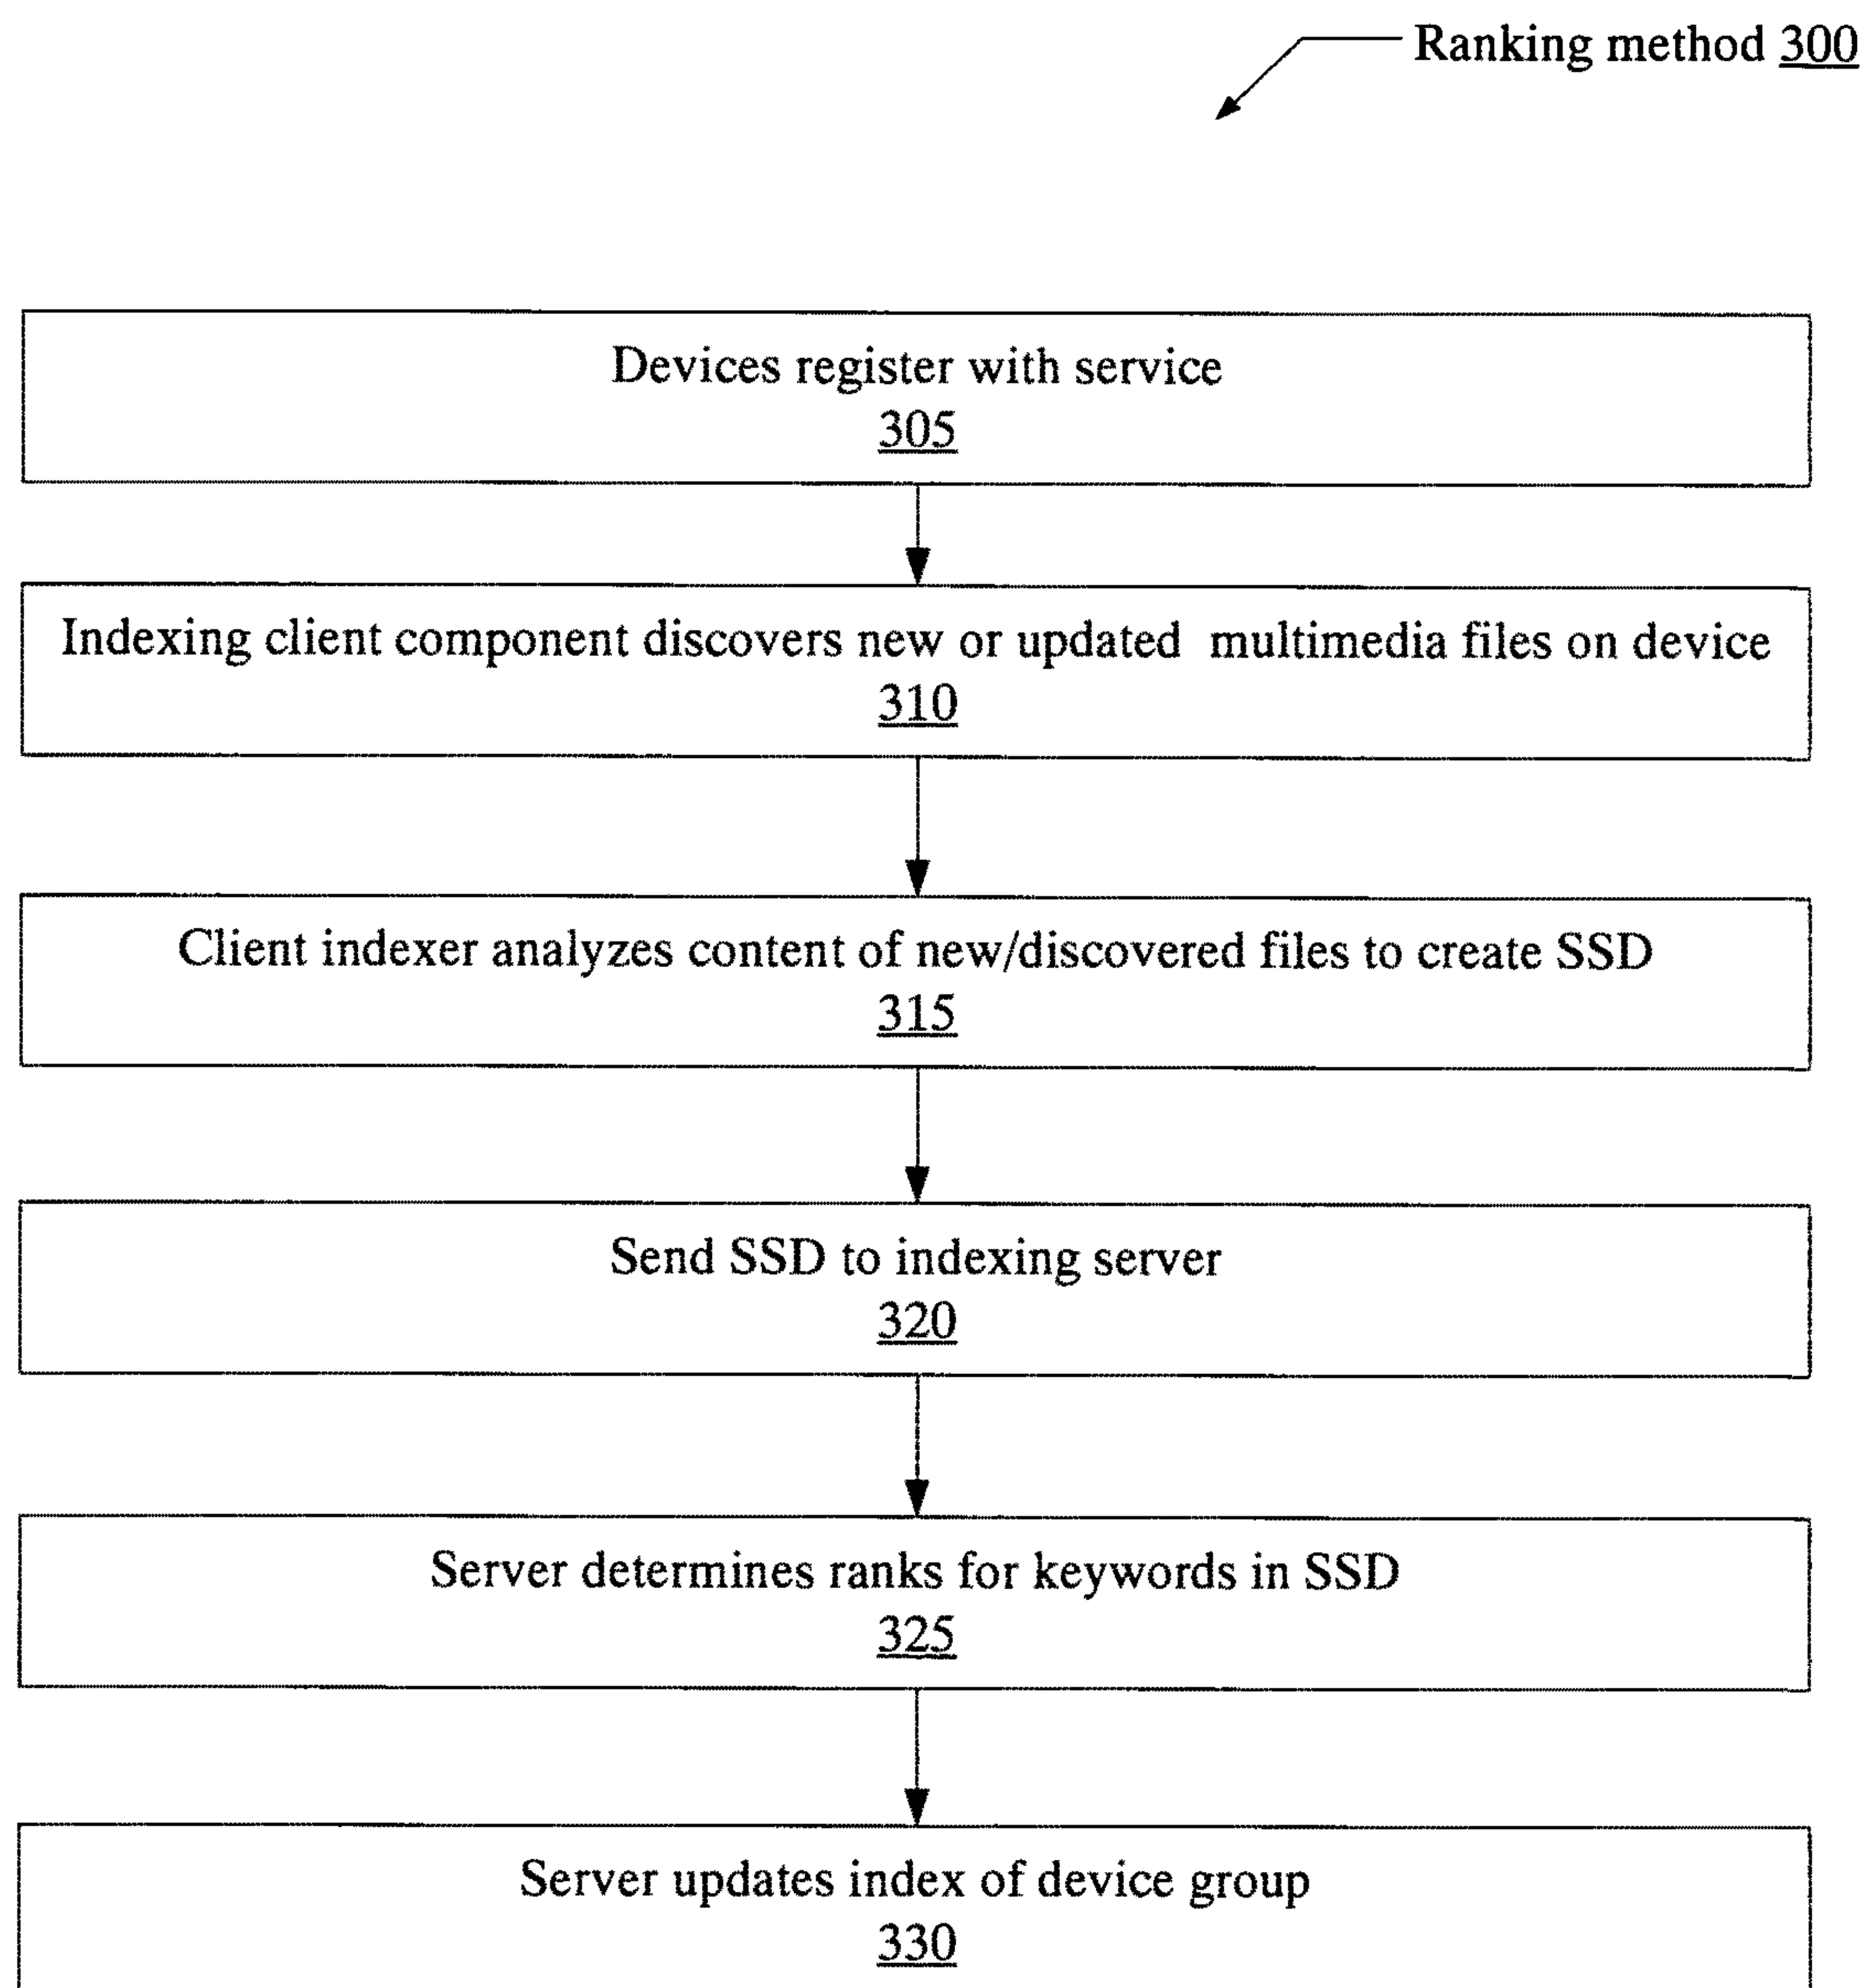 Ranking method 300
Devices register with service
305
Indexing client component discovers new or updated multimedia files on device
310
Client indexer analyzes content of new/discovered files to create SSD
315
Send SSD to indexing server
320
Server determines ranks for keywords in SSD
325
Server updates index of device group
330